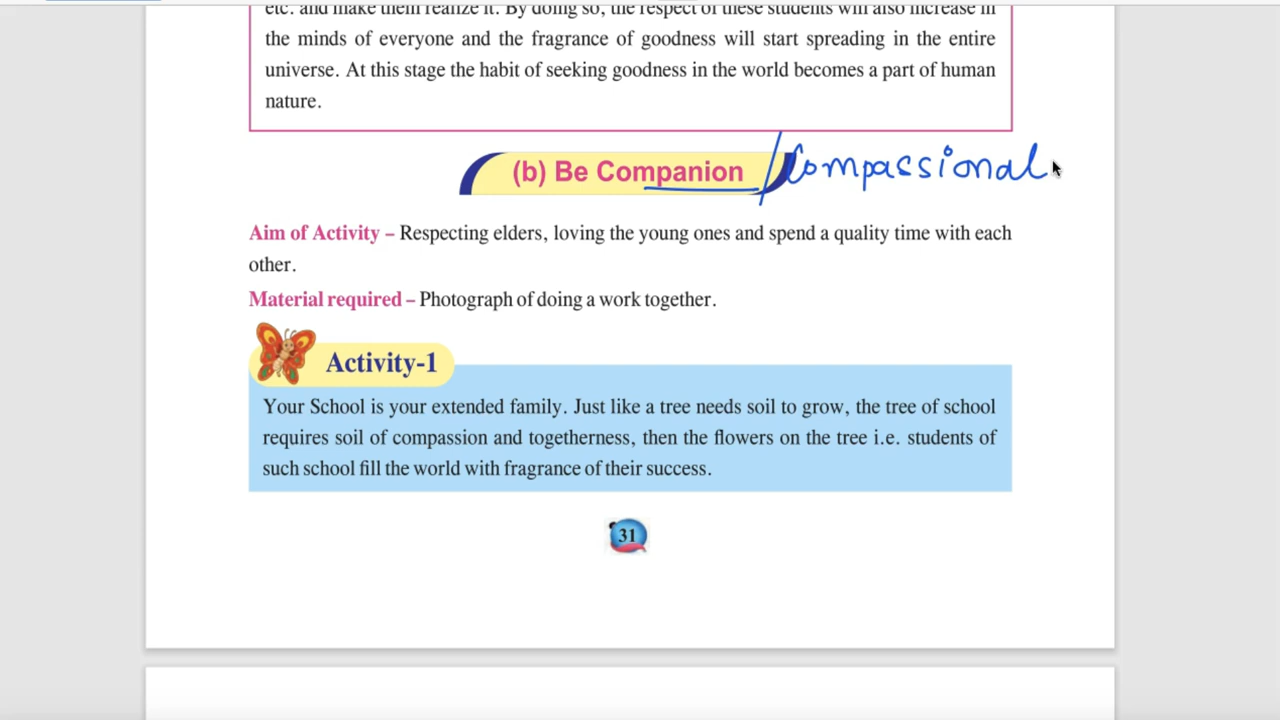 etc. and make them realize it. By doing so, the respect of these students will also increase in
the minds of everyone and the fragrance of goodness will start spreading in the entire
universe. At this stage the habit of seeking goodness in the world becomes a part of human
nature.
(b) Be Companion / Compassional
Aim of Activity – Respecting elders, loving the young ones and spend a quality time with each
other.
Material required – Photograph of doing a work together.
Activity-1
Your School is your extended family. Just like a tree needs soil to grow, the tree of school
requires soil of compassion and togetherness, then the flowers on the tree i.e. students of
such school fill the world with fragrance of their success.
31